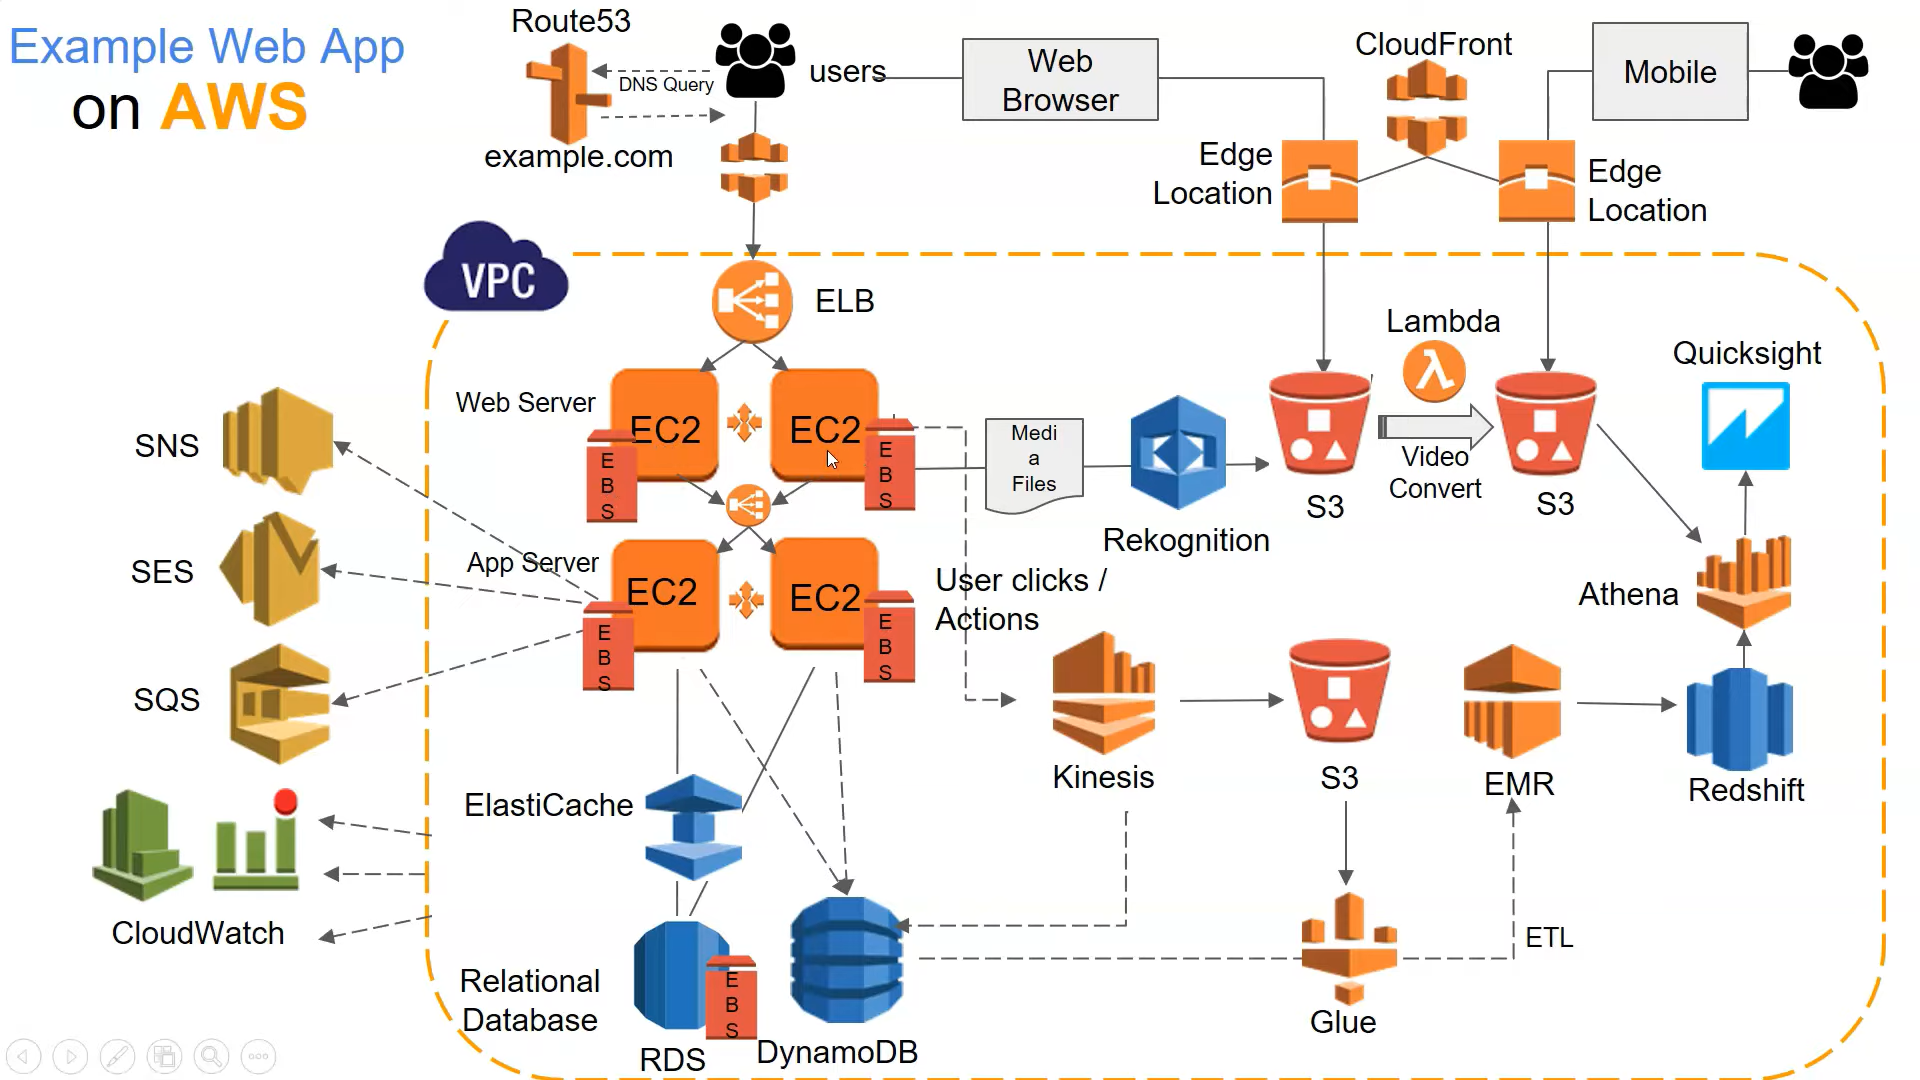 Example Web App
on AWS
Route53
DNS Query
example.com
users
Web
Browser
CloudFront
Mobile
Edge
Location
Edge
Location
VPC
ELB
Lambda
Quicksight
Web Server
EC2
EC2
E
B
S
E
B
S
Medi
a
Files
Rekognition
S3
Video
Convert
S3
SNS
SES
SQS
App Server
EC2
EC2
E
B
S
E
B
S
User clicks /
Actions
Athena
Kinesis
S3
EMR
Redshift
ElastiCache
CloudWatch
Relational
Database
E
B
S
RDS
DynamoDB
Glue
ETL